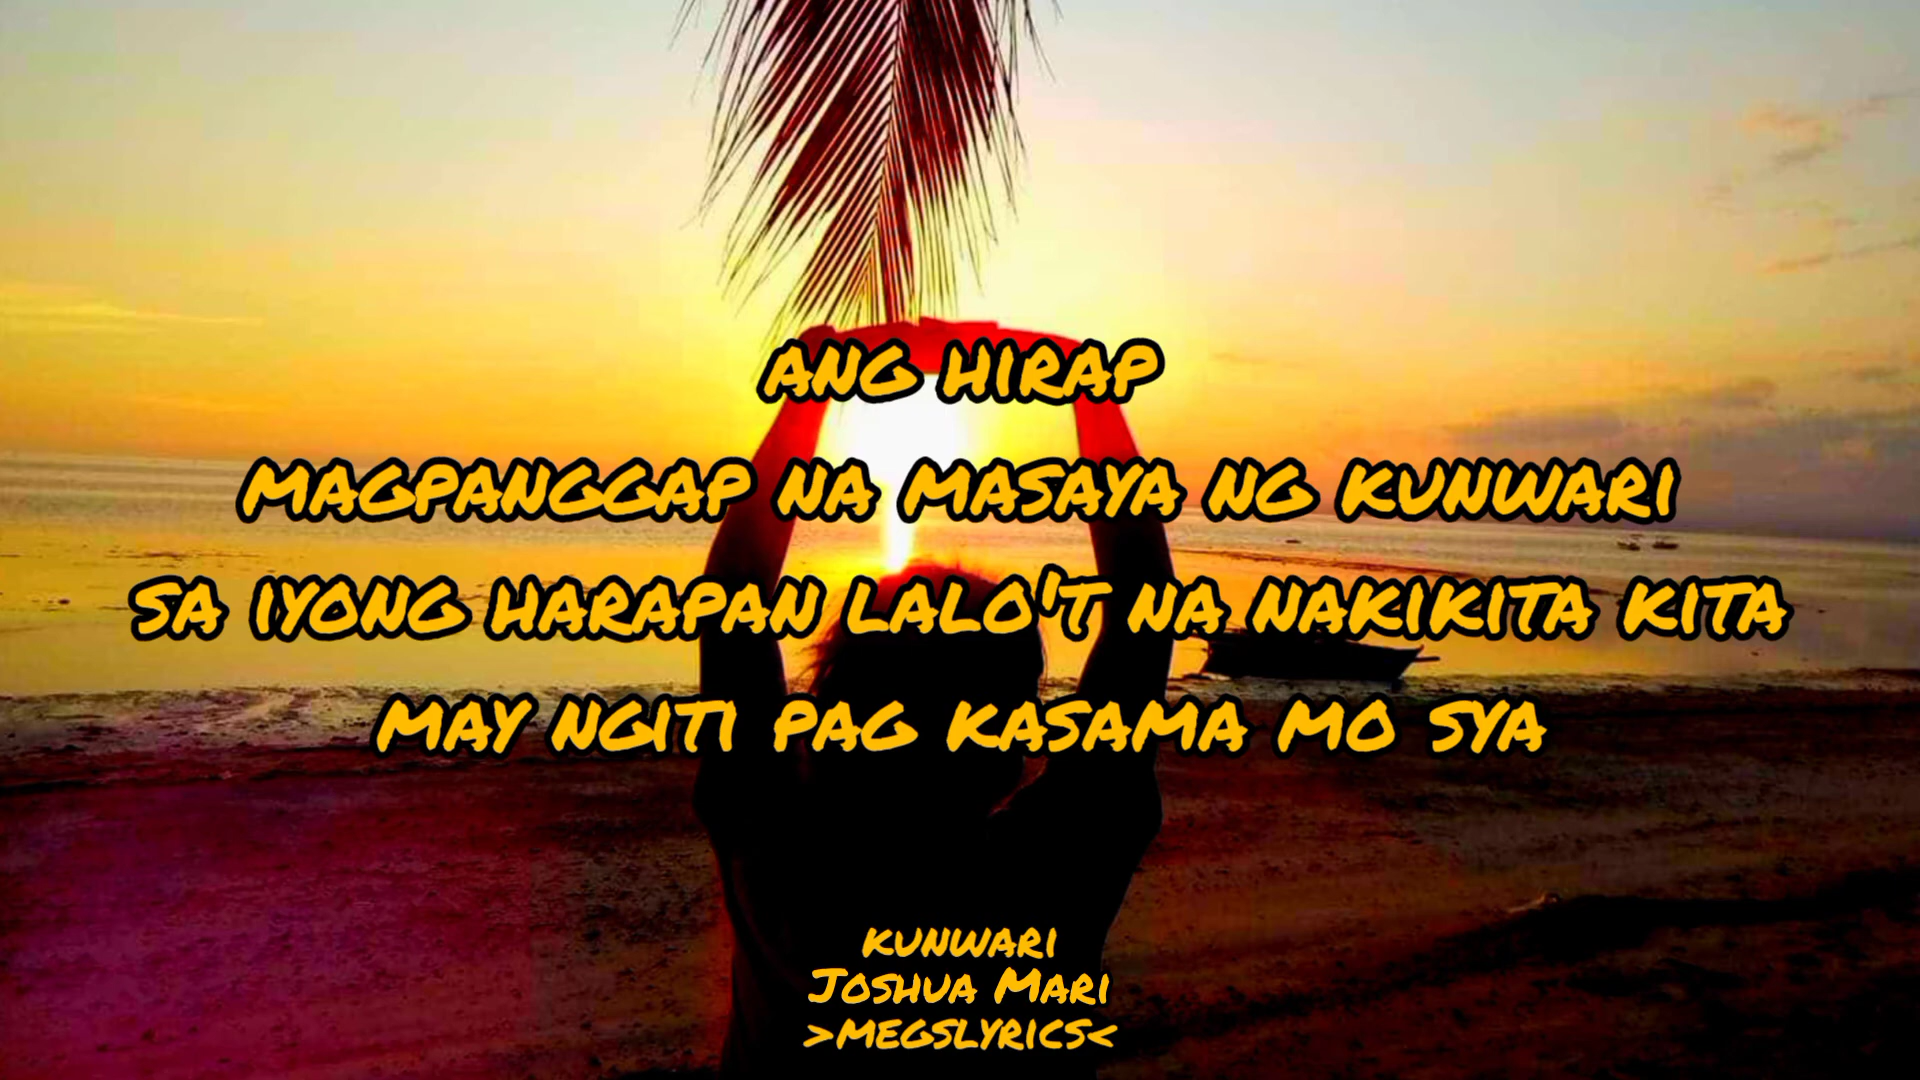 ANG HIRAP
MAGPANGGAP NA MASAYA NG KUNWARI
SA IYONG HARAPAN LALO'T NA NAKIKITA KITA
MAY NGITI PAG KASAMA MO SYA
KUNWARI
JOSHUA MARI
>MEGSLYRICS<